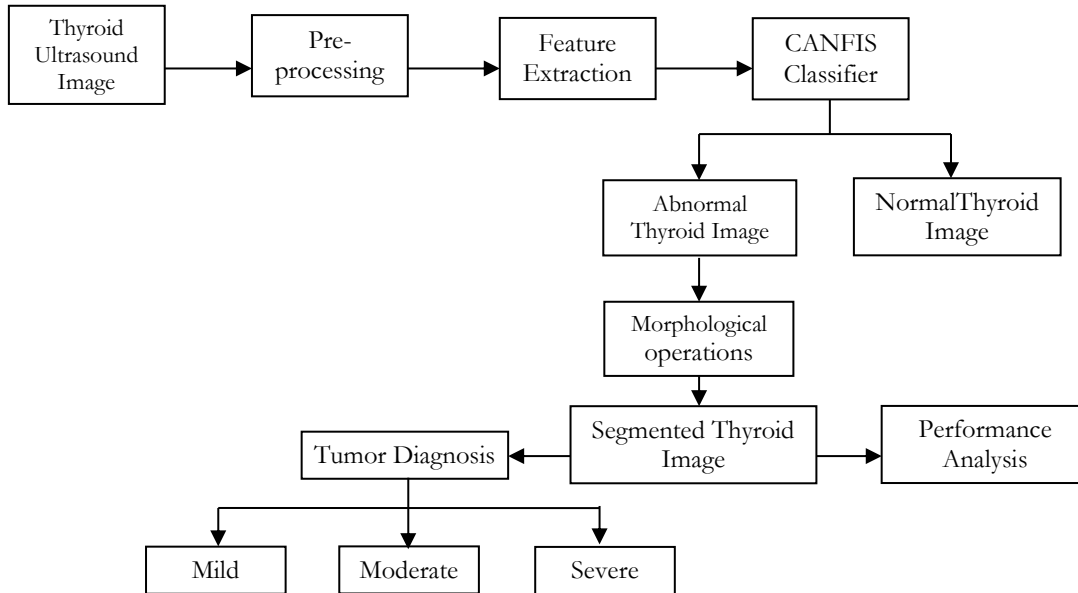 Thyroid
Ultrasound
Image
Pre-
processing
Feature
Extraction
CANFIS
Classifier
Abnormal
Thyroid Image
NormalThyroid
Image
Morphological
operations
Segmented Thyroid
Image
Performance
Analysis
Tumor Diagnosis
Mild
Moderate
Severe